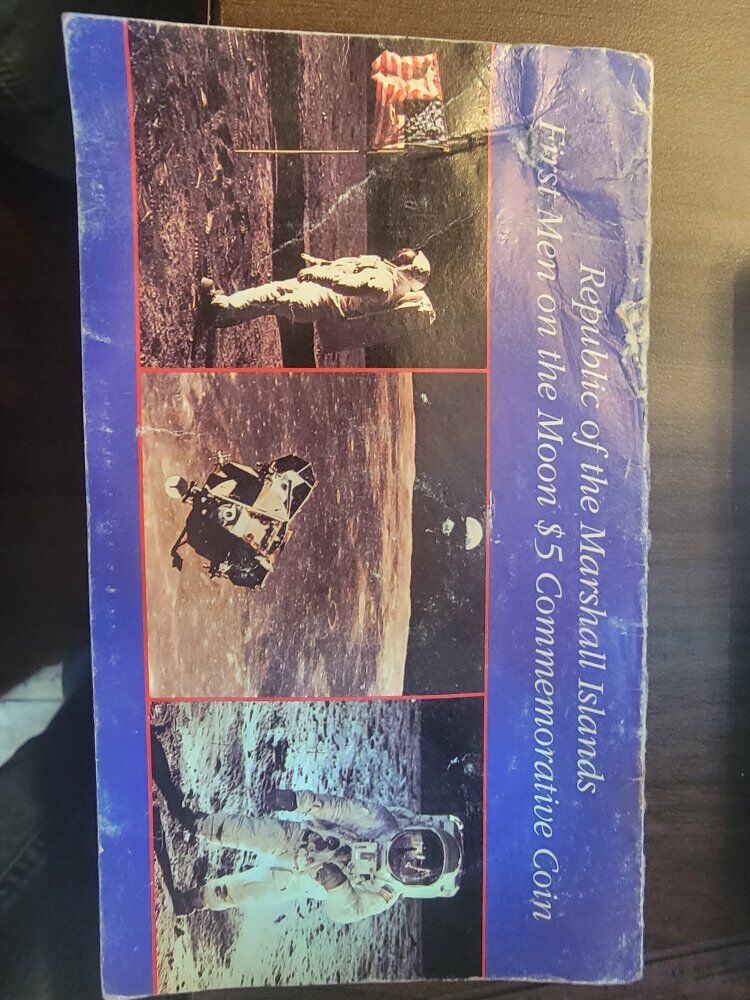 Republic of the Marshall Islands
First Men on the Moon $5 Commemorative Coin